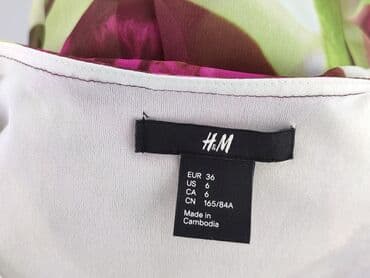 H&M
EUR 36
US 6
CA 6
CN 165/84A
Made in
Cambodia